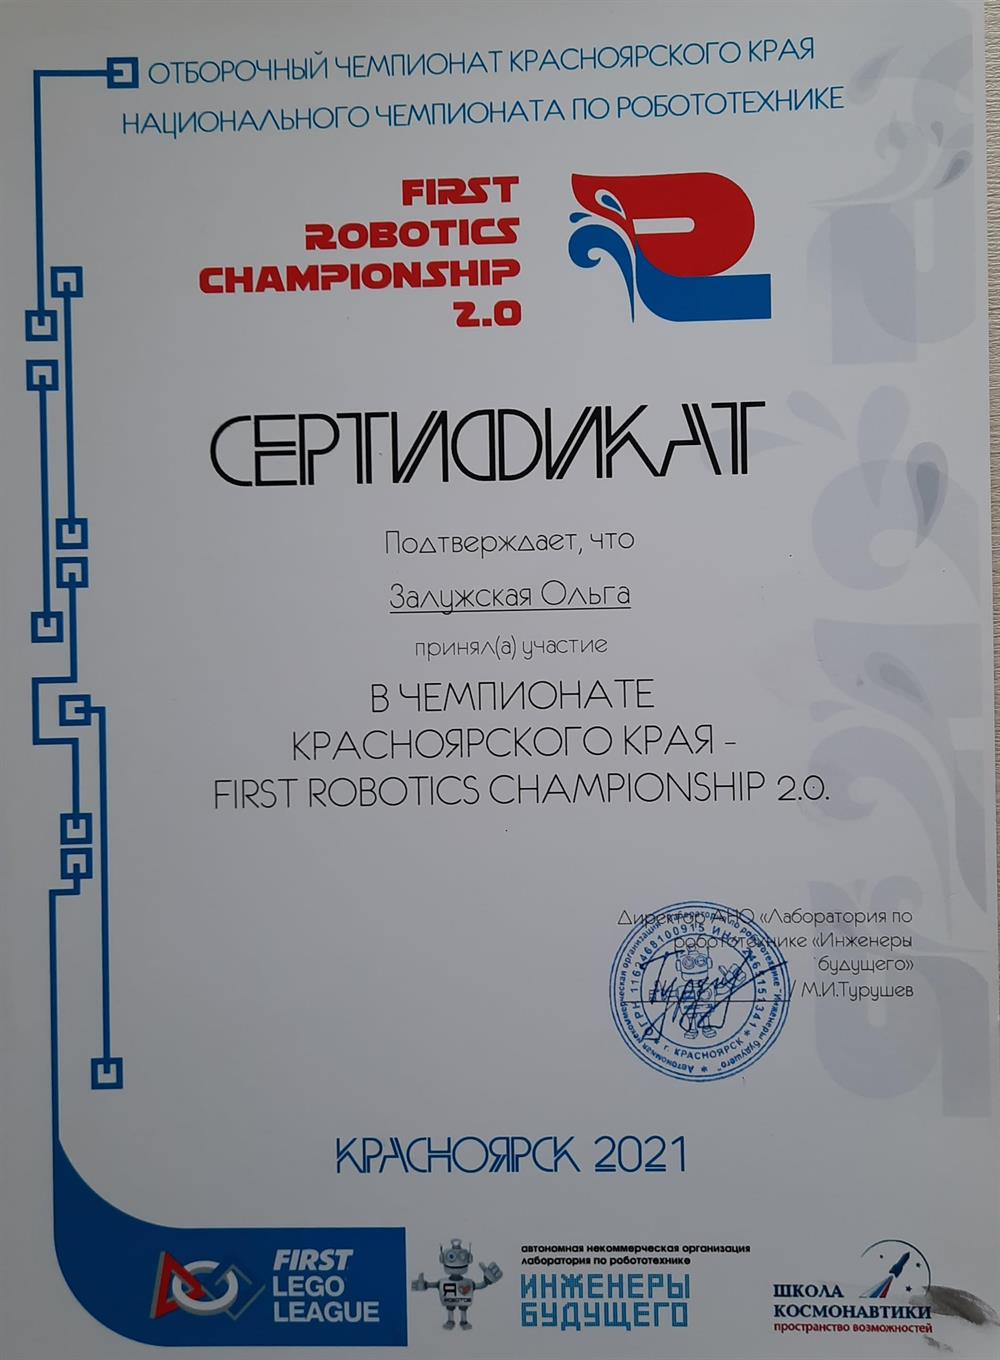 ОТБОРОЧНЫЙ ЧЕМПИОНАТ КРАСНОЯРСКОГО КРАЯ
НАЦИОНАЛЬНОГО ЧЕМПИОНАТА ПО РОБОТОТЕХНИКЕ
FIRST
ROBOTICS
CHAMPIONSHIP
2.0
СЕРТИФИКАТ
Подтверждает, что
Залужская Ольга
принял(а) участие
В ЧЕМПИОНАТЕ
КРАСНОЯРСКОГО КРАЯ -
FIRST ROBOTICS CHAMPIONSHIP 2.0.
Директор АНО «Лаборатория по
робототехнике «Инженеры
будущего»
/ М.И.Турушев
г. КРАСНОЯРСК
КРАСНОЯРСК 2021
FIRST
LEGO
LEAGUE
Я
РОБОТОВ
автономная некоммерческая организация
лаборатория по робототехнике
ИНЖЕНЕРЫ
БУДУЩЕГО
ШКОЛА
КОСМОНАВТИКИ
пространство возможностей